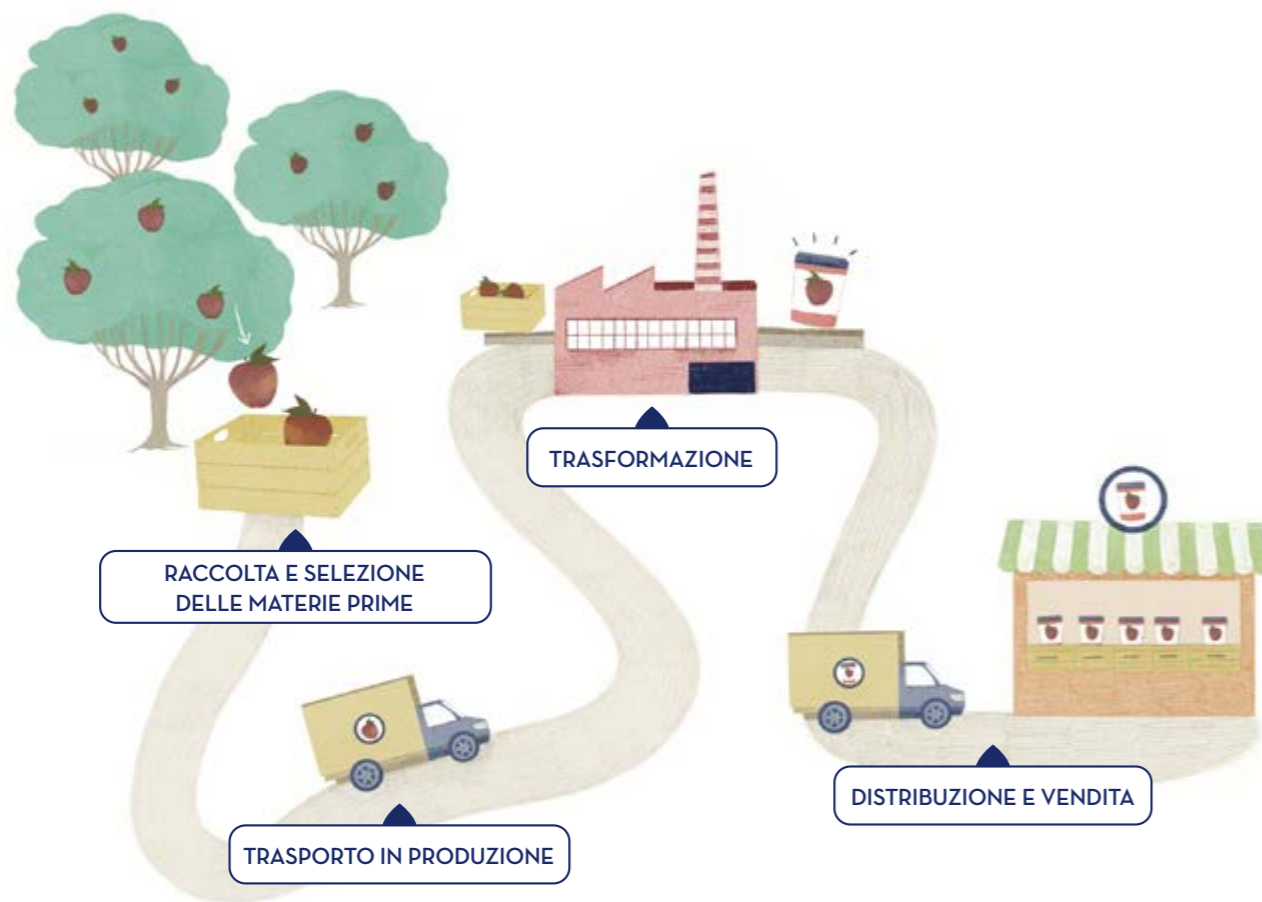 RACCOLTA E SELEZIONE
DELLE MATERIE PRIME
TRASPORTO IN PRODUZIONE
TRASFORMAZIONE
DISTRIBUZIONE E VENDITA